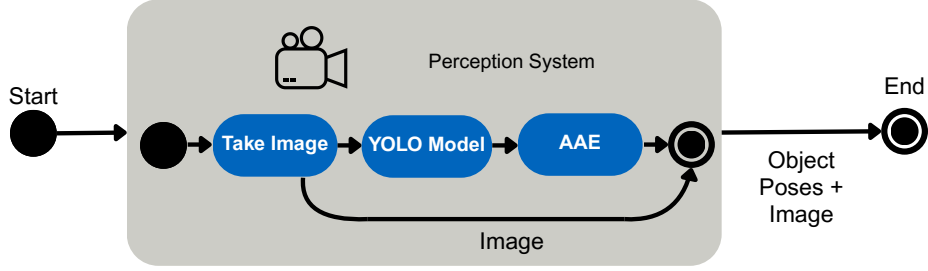 Perception System
Start
End
Take Image
YOLO Model
AAE
Object
Poses +
Image
Image